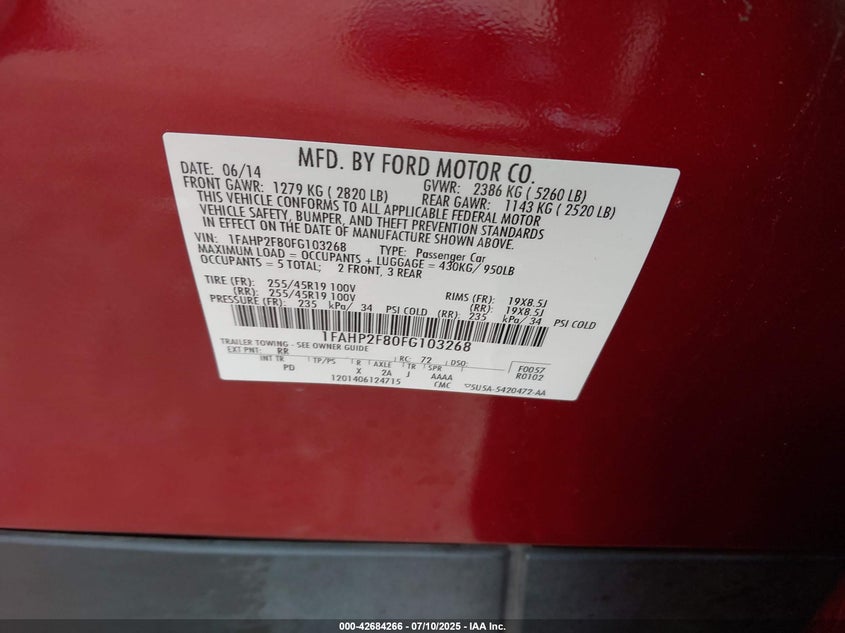 MFD. BY FORD MOTOR CO.
DATE: 06/14 GVWR: 2386 KG ( 5260 LB)
FRONT GAWR: 1279 KG ( 2820 LB) REAR GAWR: 1143 KG ( 2520 LB)
THIS VEHICLE CONFORMS TO ALL APPLICABLE FEDERAL MOTOR
VEHICLE SAFETY, BUMPER, AND THEFT PREVENTION STANDARDS
IN EFFECT ON THE DATE OF MANUFACTURE SHOWN ABOVE.
VIN: 1FAHP2F80FG103268 TYPE: Passenger Car
MAXIMUM LOAD = OCCUPANTS + LUGGAGE = 430KG/ 950LB
OCCUPANTS = 5 TOTAL; 2 FRONT, 3 REAR
TIRE (FR): 255/45R19 100V RIMS (FR): 19X8.5J
(RR): 255/45R19 100V (RR): 19X8.5J
PRESSURE (FR): 235 kPa/ 34 PSI COLD (RR): 235 kPa/ 34 PSI COLD
1FAHP2F80FG103268
TRAILER TOWING - SEE OWNER GUIDE
EXT PNT: RR RC: 72 DSO: F0057
INT TR TP/PS R AXLE TR SPR R0102
PD X 2A J AAAA
1201406124715 CMC 5U5A-5420472-AA
000-42684266 - 07/10/2025 - IAA Inc.